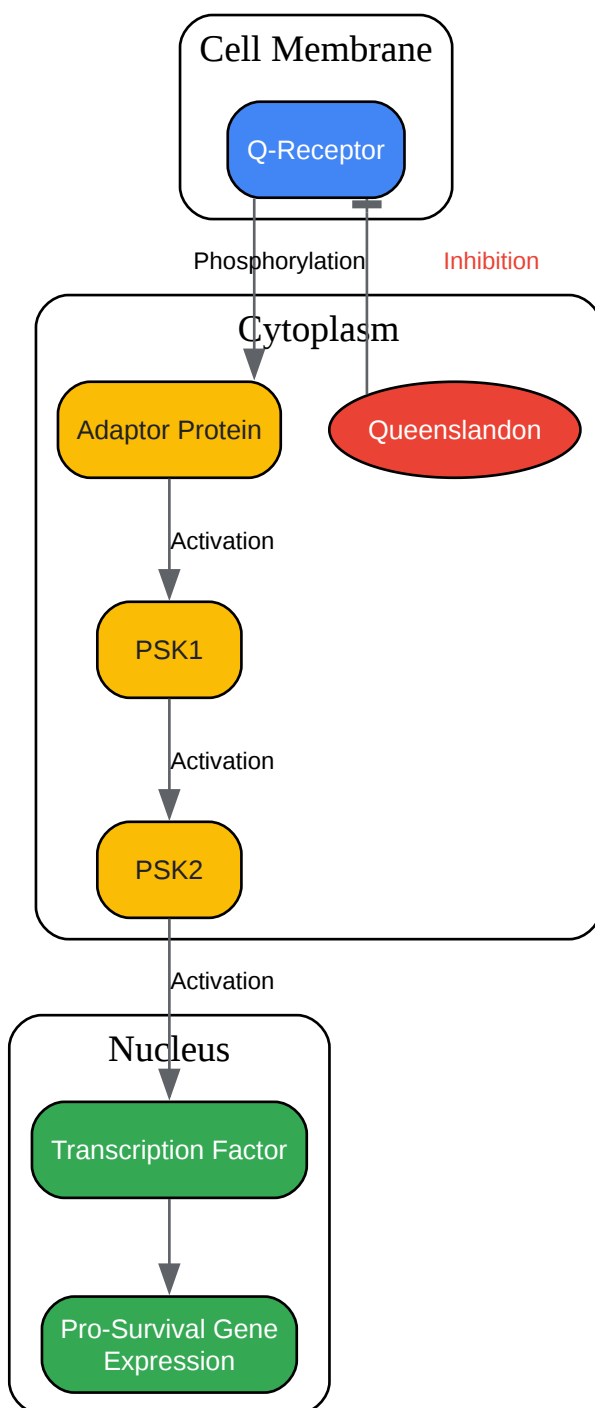 Cell Membrane
Q-Receptor
Phosphorylation
Inhibition
Cytoplasm
Adaptor Protein
Queenslandon
Activation
PSK1
Activation
PSK2
Activation
Nucleus
Transcription Factor
Pro-Survival Gene
Expression